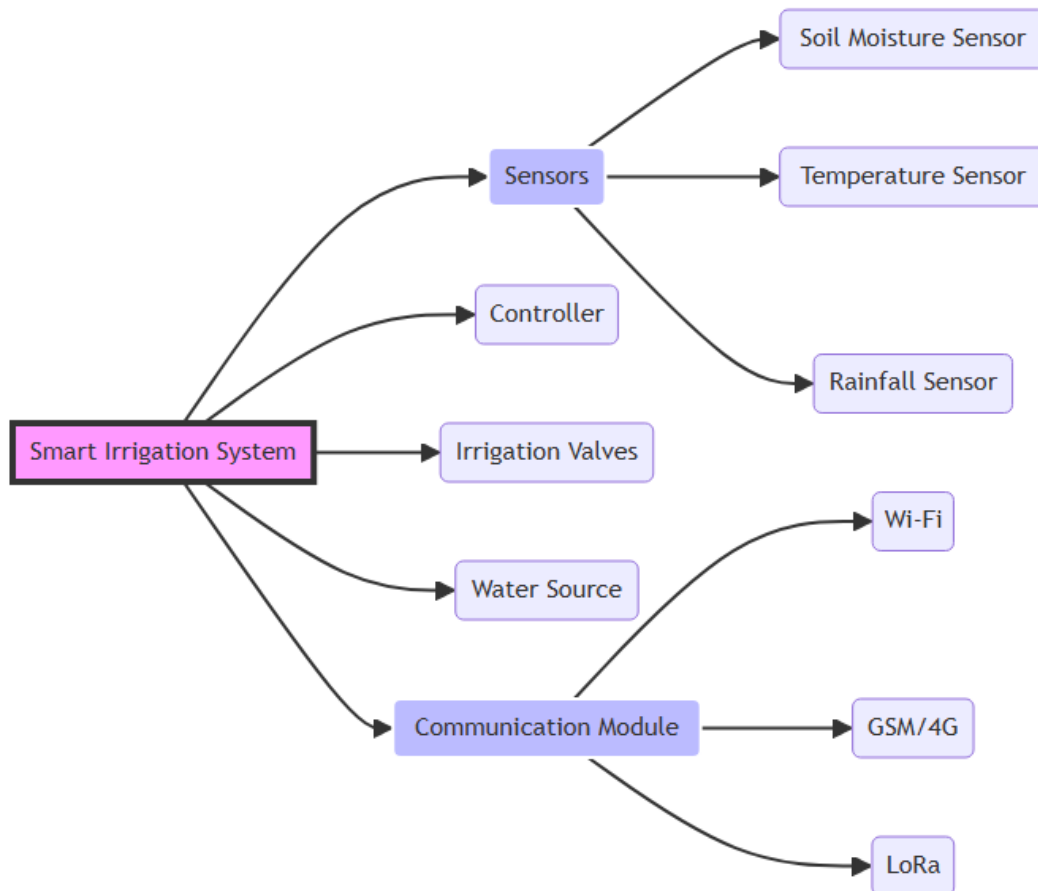 Soil Moisture Sensor
Sensors
Temperature Sensor
Controller
Rainfall Sensor
Smart Irrigation System
Irrigation Valves
Wi-Fi
Water Source
Communication Module
GSM/4G
LoRa